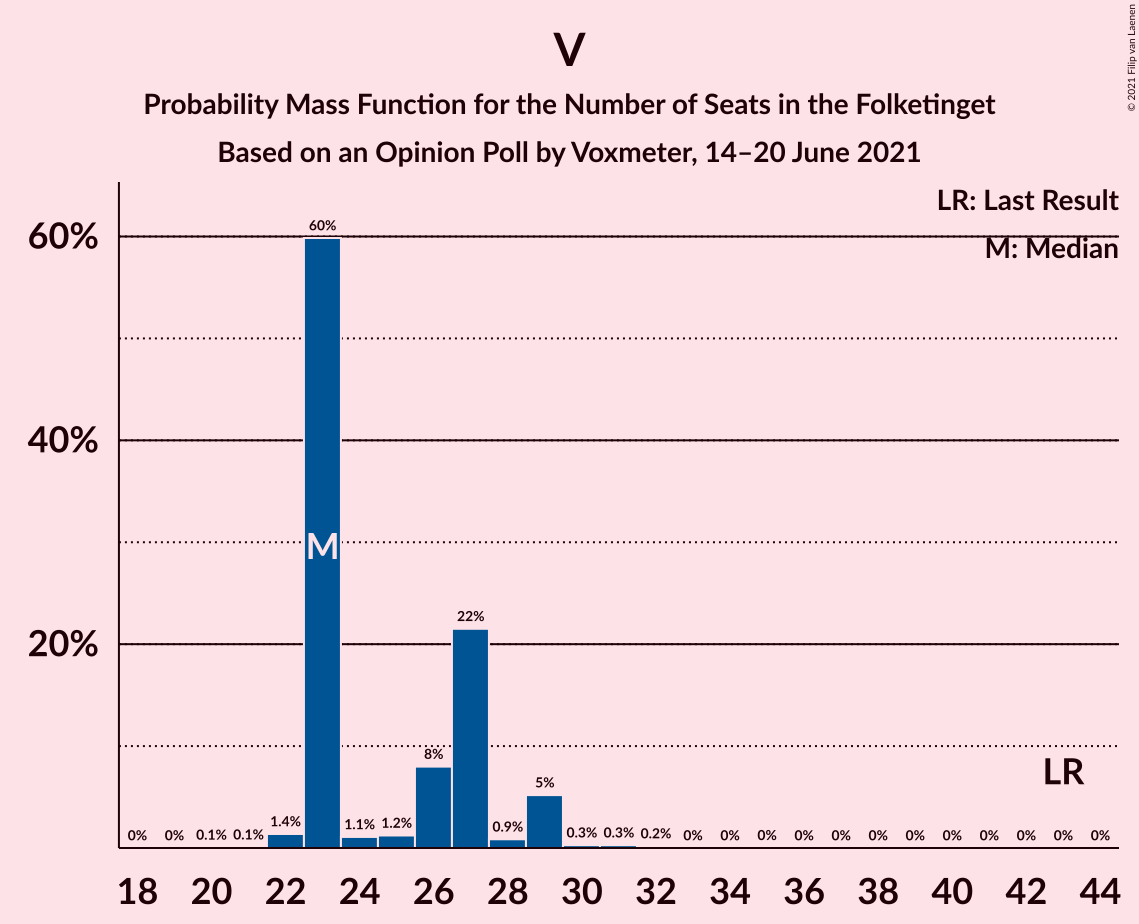 V
Probability Mass Function for the Number of Seats in the Folketinget
Based on an Opinion Poll by Voxmeter, 14–20 June 2021
© 2021 Filip van Laenen
LR: Last Result
M: Median
60%
40%
20%
0% 0% 0.1% 0.1% 1.4% 60% 1.1% 1.2% 8% 22% 0.9% 5% 0.3% 0.3% 0.2% 0% 0% 0% 0% 0% 0% 0% 0% 0% 0% 0% 0%
M
LR
18 20 22 24 26 28 30 32 34 36 38 40 42 44